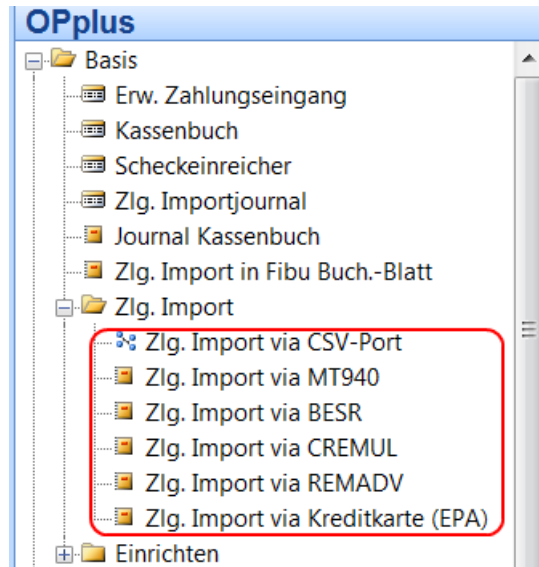 OPplus
Basis
Erw. Zahlungseingang
Kassenbuch
Scheckeinreicher
Zlg. Importjournal
Journal Kassenbuch
Zlg. Import in Fibu Buch.-Blatt
Zlg. Import
Zlg. Import via CSV-Port
Zlg. Import via MT940
Zlg. Import via BESR
Zlg. Import via CREMUL
Zlg. Import via REMADV
Zlg. Import via Kreditkarte (EPA)
Einrichten